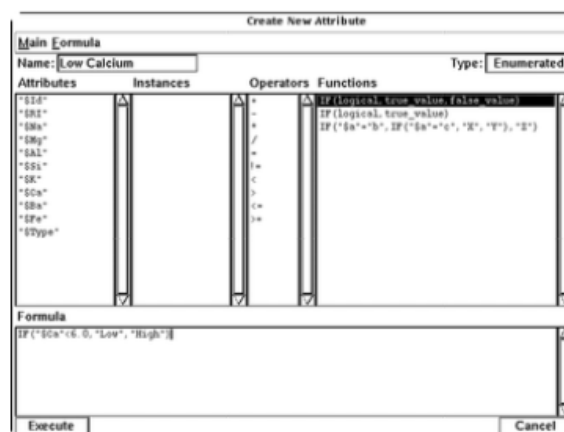 Create New Attribute
Main Formula
Name: Low Calcium Type: Enumerated
Attributes Instances Operators Functions
"$Id" + IF(logical,true_value,false_value)
"$RI" - IF(logical,true_value)
"$Na" * IF("$a"="b",IF("$a"="c","X","Y"),"Z")
"$Mg" /
"$Al" =
"$Si" !=
"$K" <
"$Ca" >
"$Ba" <=
"$Fe" >=
"$Type"
Formula
IF("$Ca"<6.0,"Low","High")
Execute Cancel